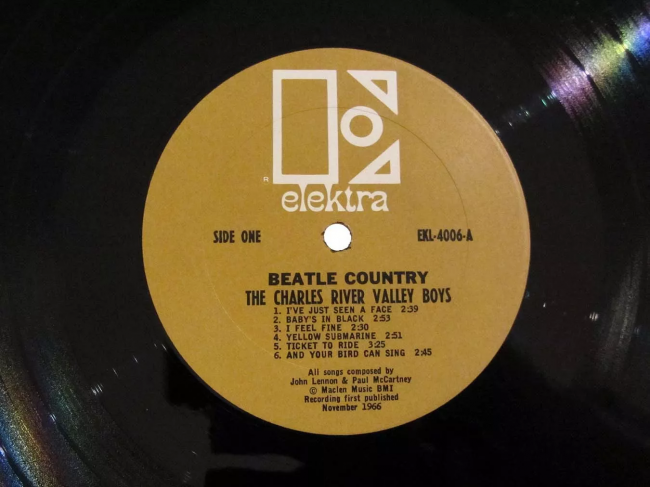 R
elektra
SIDE ONE EKL-4006-A
BEATLE COUNTRY
THE CHARLES RIVER VALLEY BOYS
1. I'VE JUST SEEN A FACE 2:39
2. BABY'S IN BLACK 2:53
3. I FEEL FINE 2:30
4. YELLOW SUBMARINE 2:51
5. TICKET TO RIDE 3:25
6. AND YOUR BIRD CAN SING 2:45
All songs composed by
John Lennon & Paul McCartney
© Maclen Music BMI
Recording first published
November 1966